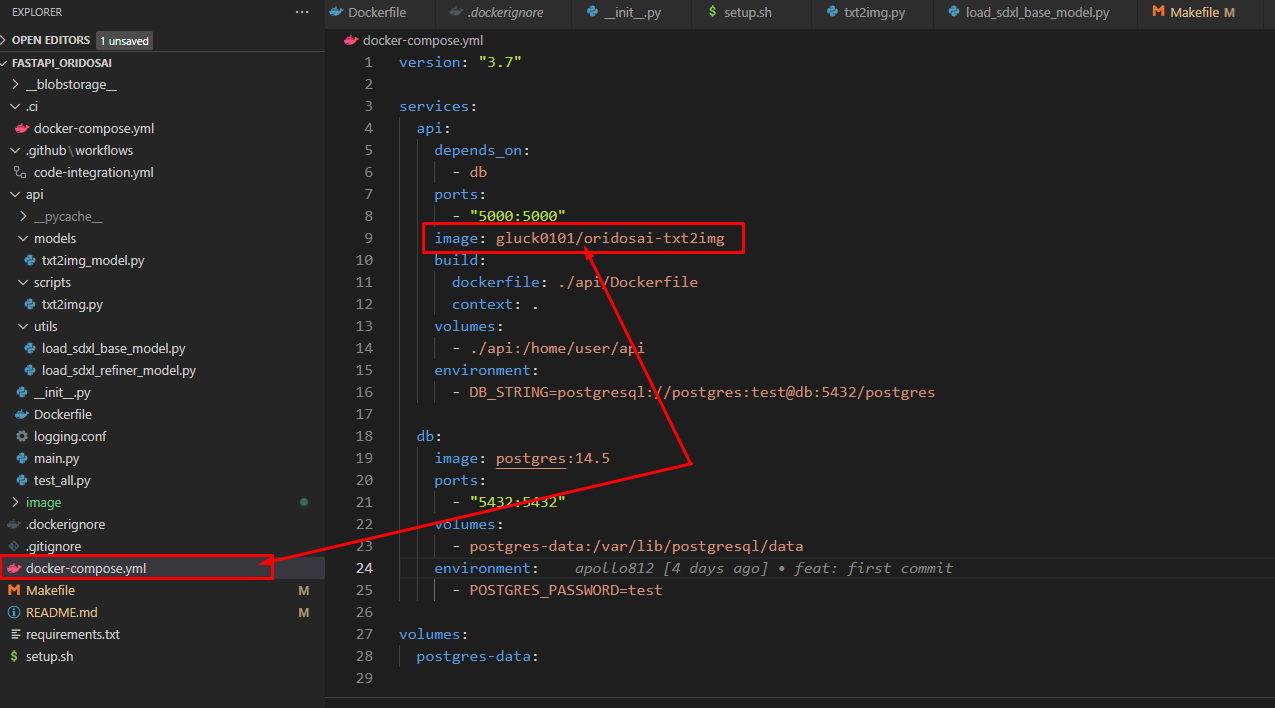 EXPLORER ···
OPEN EDITORS 1 unsaved
FASTAPI_ORIDOSAI
__blobstorage__
.ci
docker-compose.yml
.github\workflows
code-integration.yml
api
__pycache__
models
txt2img_model.py
scripts
txt2img.py
utils
load_sdxl_base_model.py
load_sdxl_refiner_model.py
__init__.py
Dockerfile
logging.conf
main.py
test_all.py
image
.dockerignore
.gitignore
docker-compose.yml
Makefile M
README.md M
requirements.txt
setup.sh
Dockerfile .dockerignore __init__.py setup.sh txt2img.py load_sdxl_base_model.py Makefile M
docker-compose.yml
1 version: "3.7"
2
3 services:
4 api:
5 depends_on:
6 - db
7 ports:
8 - "5000:5000"
9 image: gluck0101/oridosai-txt2img
10 build:
11 dockerfile: ./api/Dockerfile
12 context: .
13 volumes:
14 - ./api:/home/user/api
15 environment:
16 - DB_STRING=postgresql://postgres:test@db:5432/postgres
17
18 db:
19 image: postgres:14.5
20 ports:
21 - "5432:5432"
22 volumes:
23 - postgres-data:/var/lib/postgresql/data
24 environment: apollo812 [4 days ago] • feat: first commit
25 - POSTGRES_PASSWORD=test
26
27 volumes:
28 postgres-data:
29